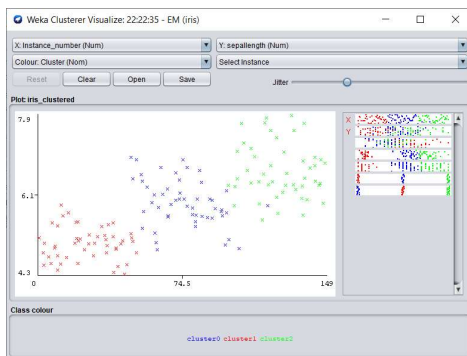 Weka Clusterer Visualize: 22:22:35 - EM (iris)
X: Instance_number (Num) Y: sepallength (Num)
Colour: Cluster (Nom) Select Instance
Reset Clear Open Save Jitter
Plot: iris_clustered
7.9
6.1
4.3
0 74.5 149
X
Y
Class colour
cluster0 cluster1 cluster2